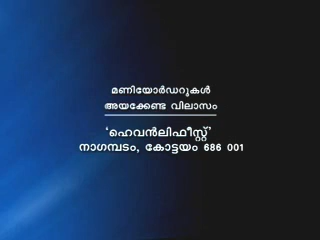 മണിയോർഡറുകൾ
അയക്കേണ്ട വിലാസം
‘ഹെവൻലിഫീസ്റ്റ്’
നാഗമ്പടം, കോട്ടയം 686 001